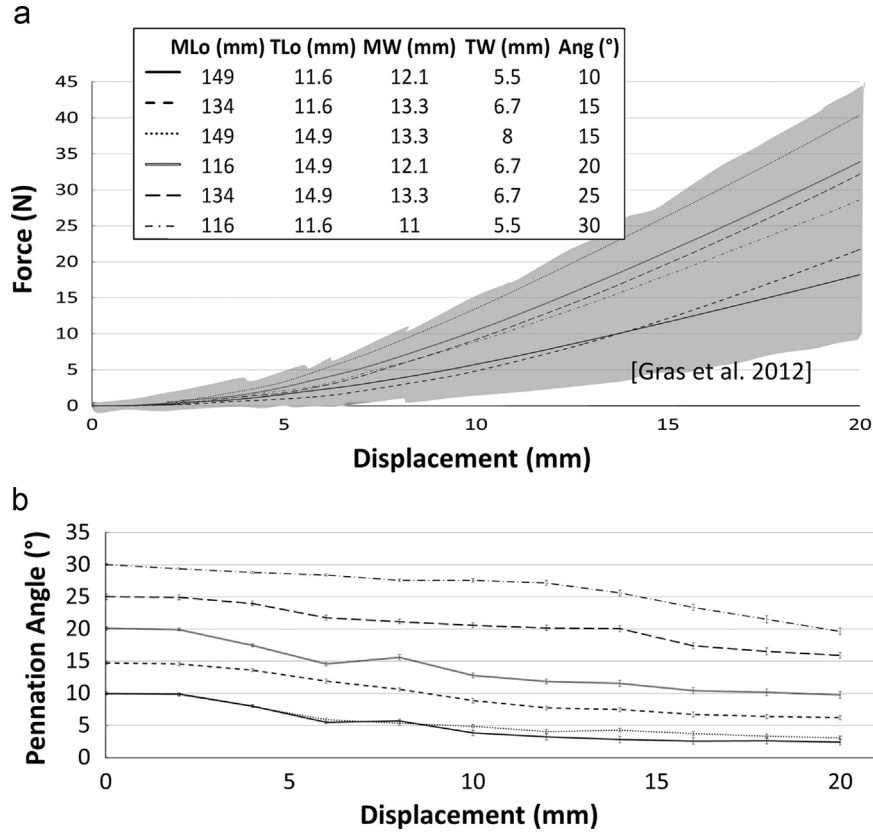 a
MLo (mm) TLo (mm) MW (mm) TW (mm) Ang (°)
149 11.6 12.1 5.5 10
134 11.6 13.3 6.7 15
149 14.9 13.3 8 15
116 14.9 12.1 6.7 20
134 14.9 13.3 6.7 25
116 11.6 11 5.5 30
Force (N)
45
40
35
30
25
20
15
10
5
0
[Gras et al. 2012]
0 5 10 15 20
Displacement (mm)
b
Pennation Angle (°)
35
30
25
20
15
10
5
0
0 5 10 15 20
Displacement (mm)